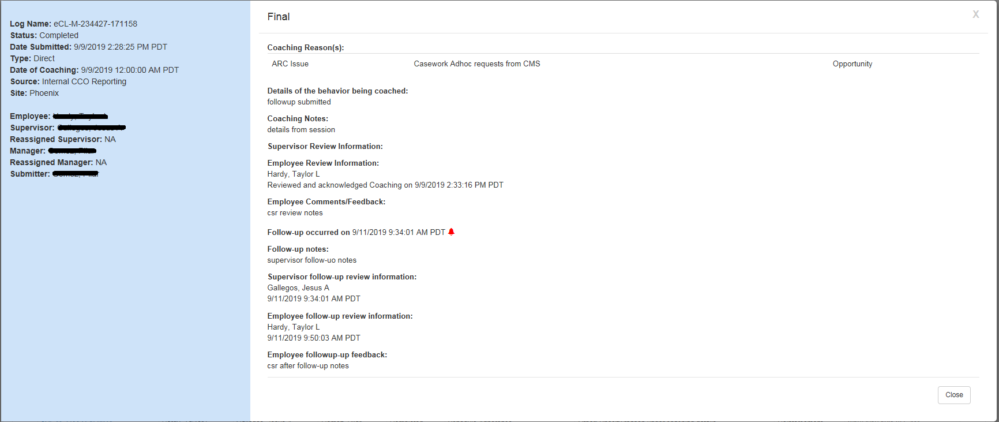 Log Name: eCL-M-234427-171158
Status: Completed
Date Submitted: 9/9/2019 2:28:25 PM PDT
Type: Direct
Date of Coaching: 9/9/2019 12:00:00 AM PDT
Source: Internal CCO Reporting
Site: Phoenix
Employee:
Supervisor:
Reassigned Supervisor: NA
Manager:
Reassigned Manager: NA
Submitter:
Final
X
Coaching Reason(s):
ARC Issue Casework Adhoc requests from CMS Opportunity
Details of the behavior being coached:
followup submitted
Coaching Notes:
details from session
Supervisor Review Information:
Employee Review Information:
Hardy, Taylor L
Reviewed and acknowledged Coaching on 9/9/2019 2:33:16 PM PDT
Employee Comments/Feedback:
csr review notes
Follow-up occurred on 9/11/2019 9:34:01 AM PDT
Follow-up notes:
supervisor follow-uo notes
Supervisor follow-up review information:
Gallegos, Jesus A
9/11/2019 9:34:01 AM PDT
Employee follow-up review information:
Hardy, Taylor L
9/11/2019 9:50:03 AM PDT
Employee followup-up feedback:
csr after follow-up notes
Close